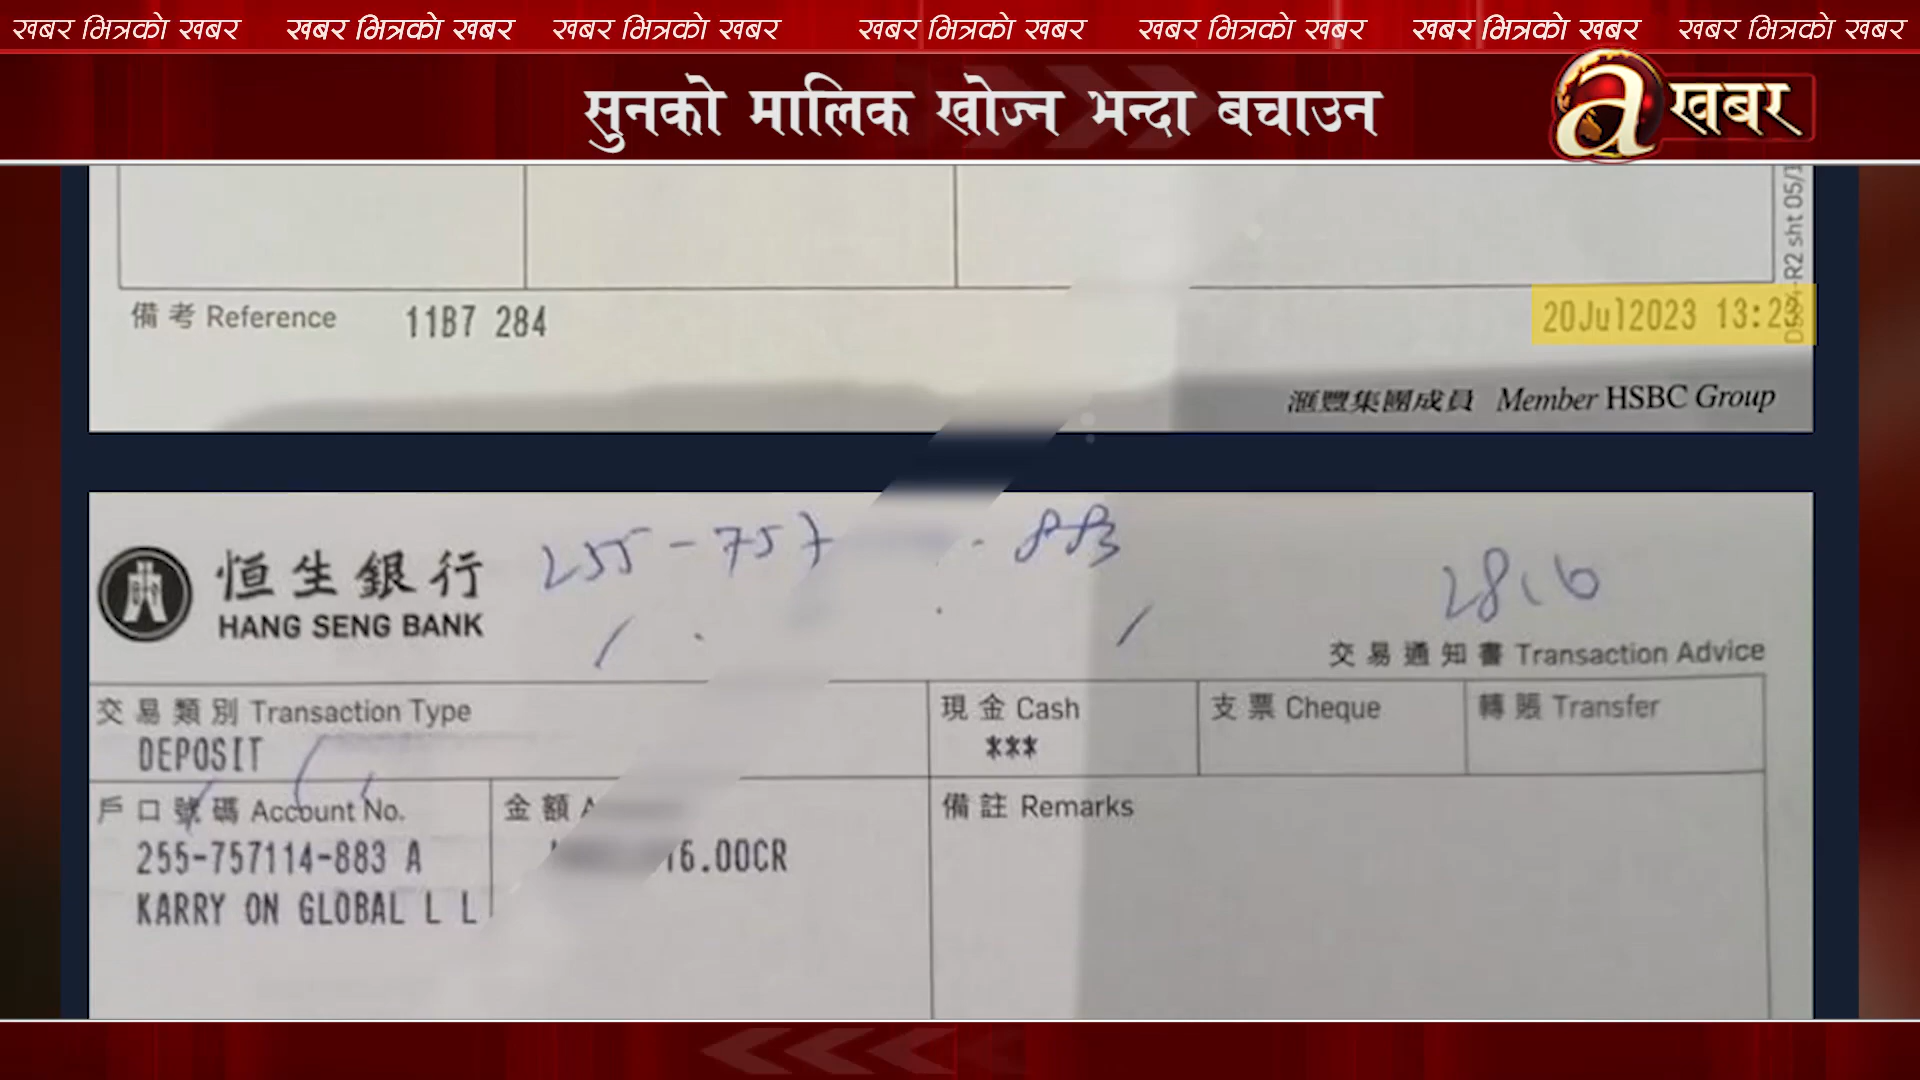 खबर भित्रको खबर खबर भित्रको खबर खबर भित्रको खबर खबर भित्रको खबर खबर भित्रको खबर खबर भित्रको खबर खबर भित्रको खबर
सुनको मालिक खोज्न भन्दा बचाउन
a खबर
備考 Reference 11B7 284
20Jul2023 13:23
滙豐集團成員 Member HSBC Group
恒生銀行
HANG SENG BANK
255-757 - 883
交易通知書 Transaction Advice
交易類別 Transaction Type
DEPOSIT
現金 Cash
***
支票 Cheque
轉賬 Transfer
戶口號碼 Account No.
255-757114-883 A
KARRY ON GLOBAL L L
金額
16.00CR
備註 Remarks